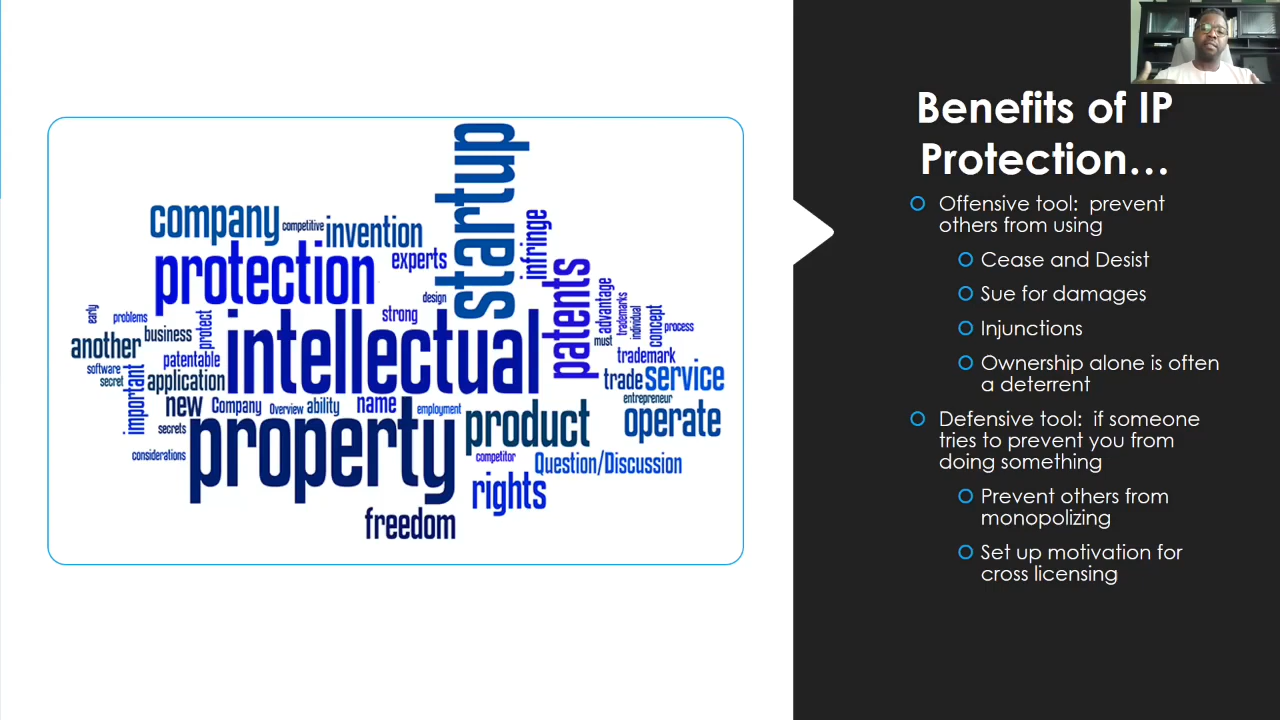 startup
company
competitive
invention
infringe
experts
protection
patents
design
advantage
trademarks
individual
concept
early
problems
protect
strong
process
business
must
another
patentable
intellectual
trademark
software
secret
important
application
trade
service
entrepreneur
new
Company
Overview
ability
name
employment
product
operate
secrets
property
considerations
competitor
Question/Discussion
rights
freedom
Benefits of IP
Protection…
Offensive tool: prevent
others from using
Cease and Desist
Sue for damages
Injunctions
Ownership alone is often
a deterrent
Defensive tool: if someone
tries to prevent you from
doing something
Prevent others from
monopolizing
Set up motivation for
cross licensing